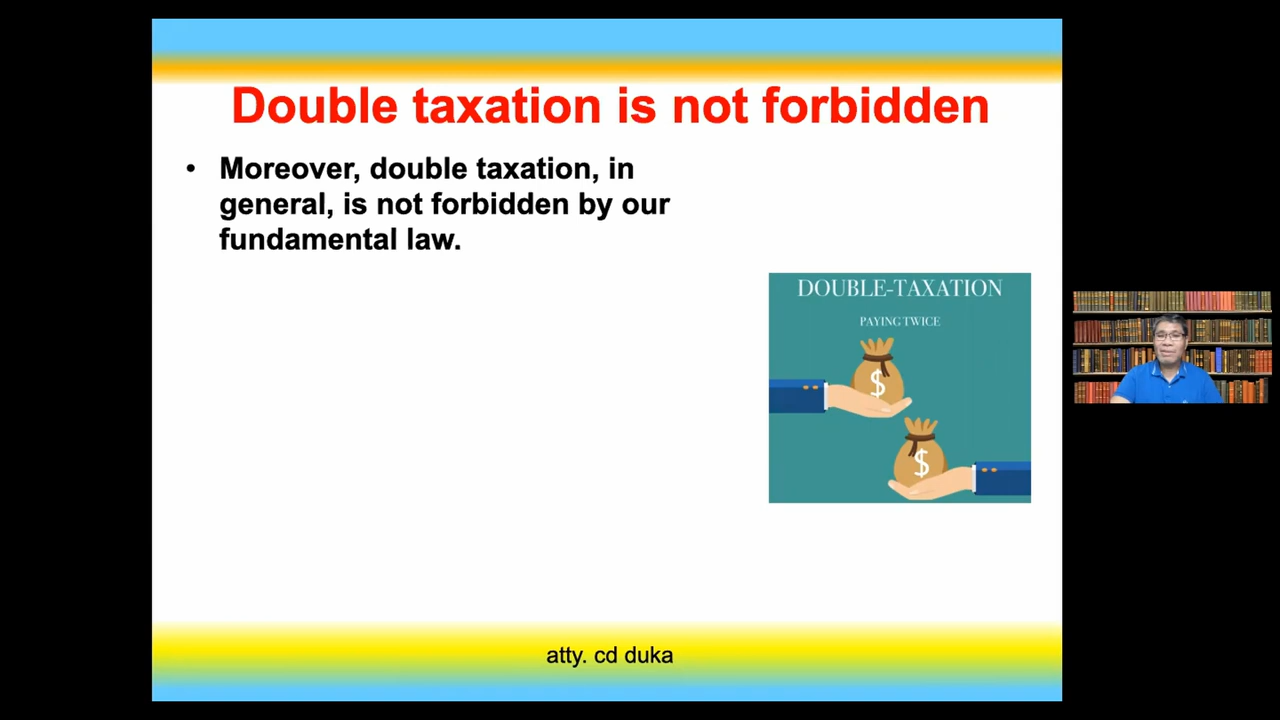 Double taxation is not forbidden
• Moreover, double taxation, in
general, is not forbidden by our
fundamental law.
DOUBLE-TAXATION
PAYING TWICE
$
$
atty. cd duka